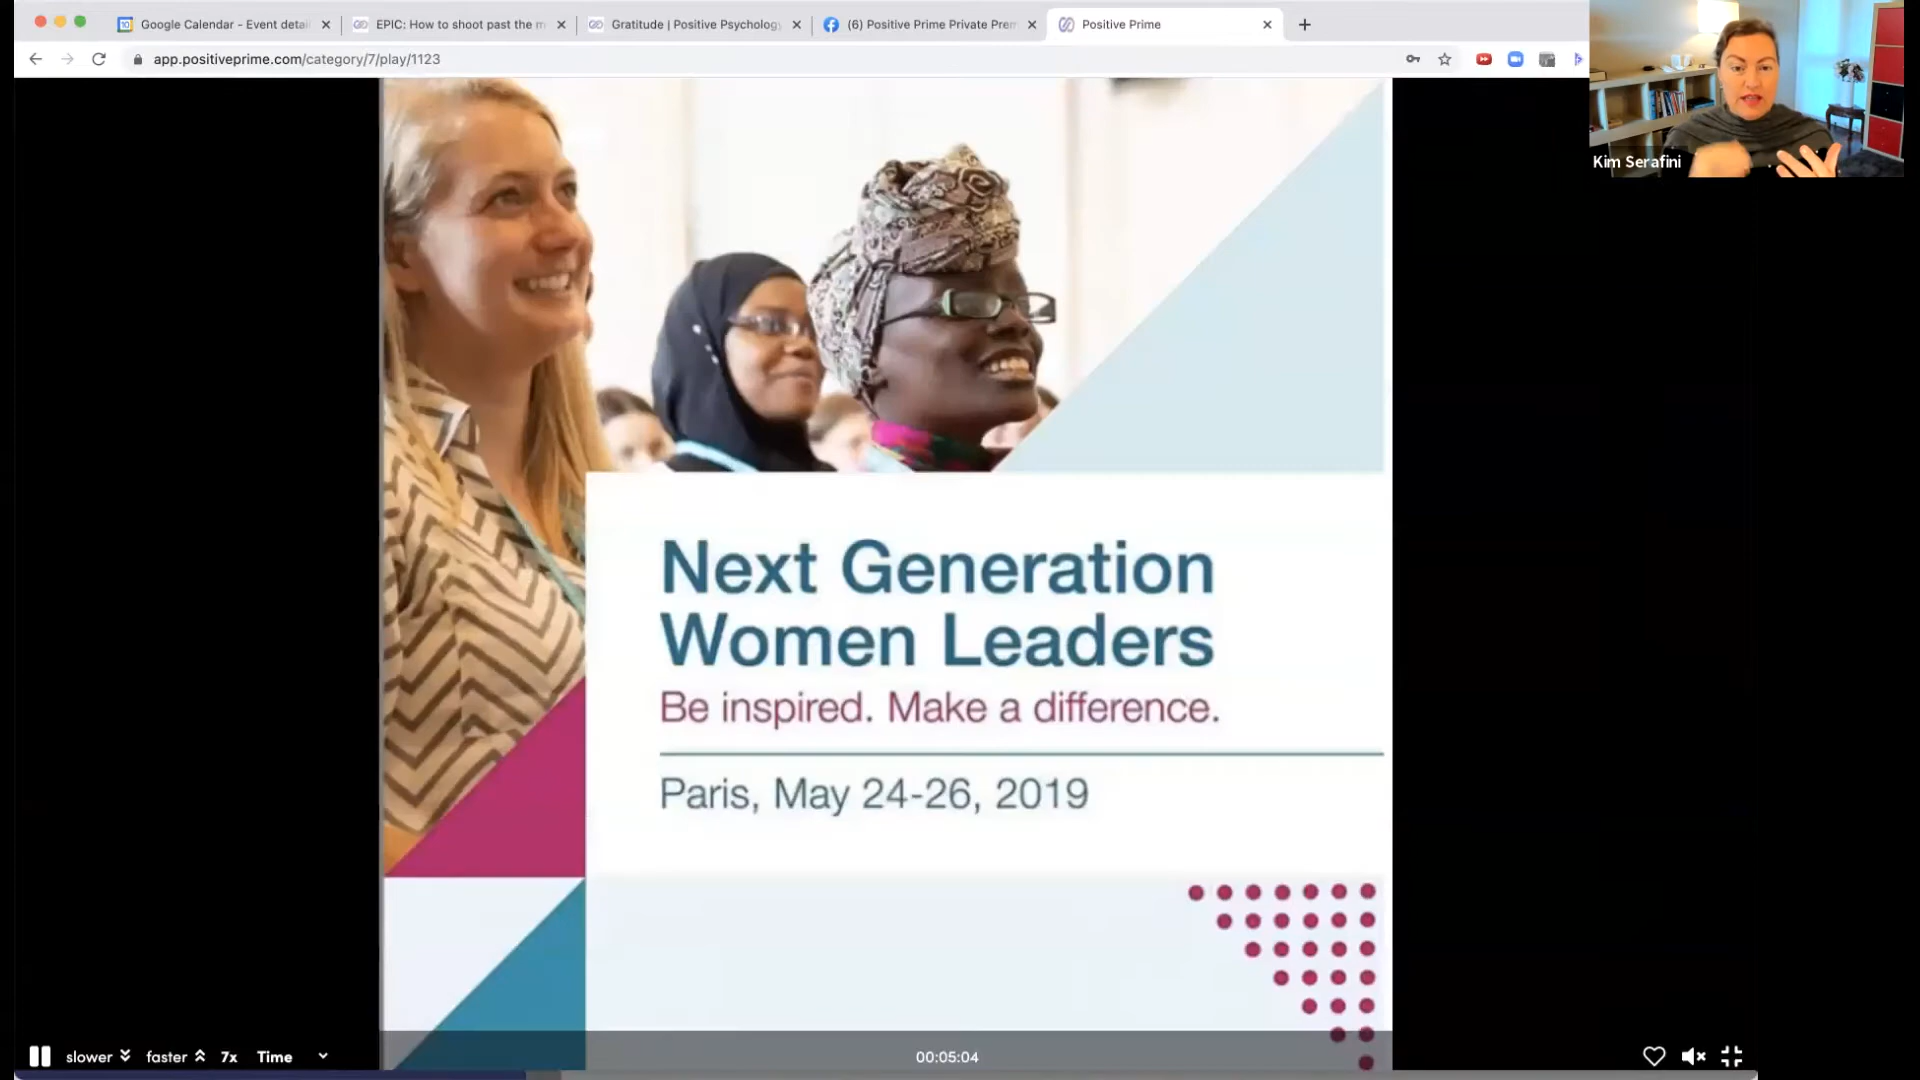 Google Calendar - Event detai
EPIC: How to shoot past the m
Gratitude | Positive Psychology
(6) Positive Prime Private Prem
Positive Prime
app.positiveprime.com/category/7/play/1123
Kim Serafini
Next Generation
Women Leaders
Be inspired. Make a difference.
Paris, May 24-26, 2019
slower faster 7x Time
00:05:04